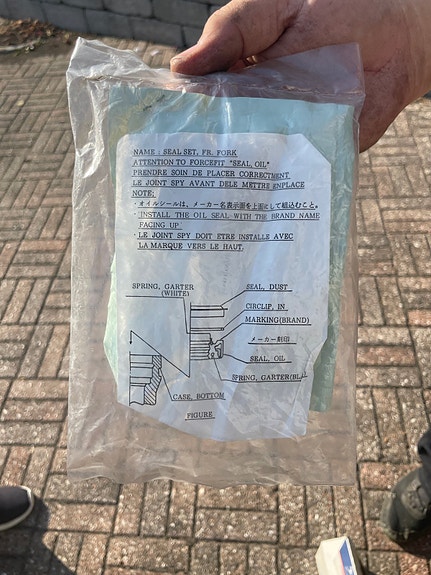 NAME : SEAL SET, FR. FORK
ATTENTION TO FORCEFIT "SEAL, OIL"
PRENDRE SOIN DE PLACER CORRECTMENT
LE JOINT SPY AVANT DELE METTRE ENPLACE
NOTE;
・オイルシールは、メーカー名表示面を上面にして組込むこと。
・INSTALL THE OIL SEAL WITH THE BRAND NAME
FACING UP
・LE JOINT SPY DOIT ETRE INSTALLE AVEC
LA MARQUE VERS LE HAUT.
SPRING, GARTER
(WHITE)
SEAL, DUST
CIRCLIP, IN
MARKING(BRAND)
メーカー刻印
SEAL, OIL
SPRING, GARTER(BL
CASE, BOTTOM
FIGURE